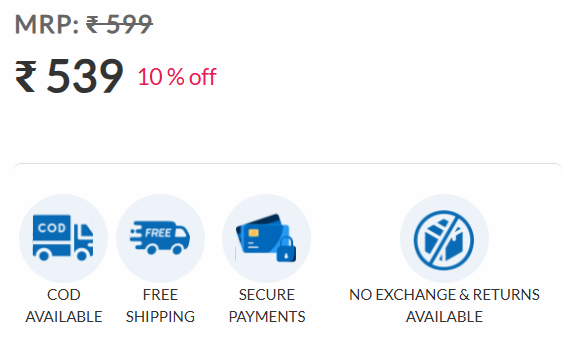 MRP: ₹ 599
₹ 539 10 % off
COD
FREE
COD AVAILABLE
FREE SHIPPING
SECURE PAYMENTS
NO EXCHANGE & RETURNS AVAILABLE